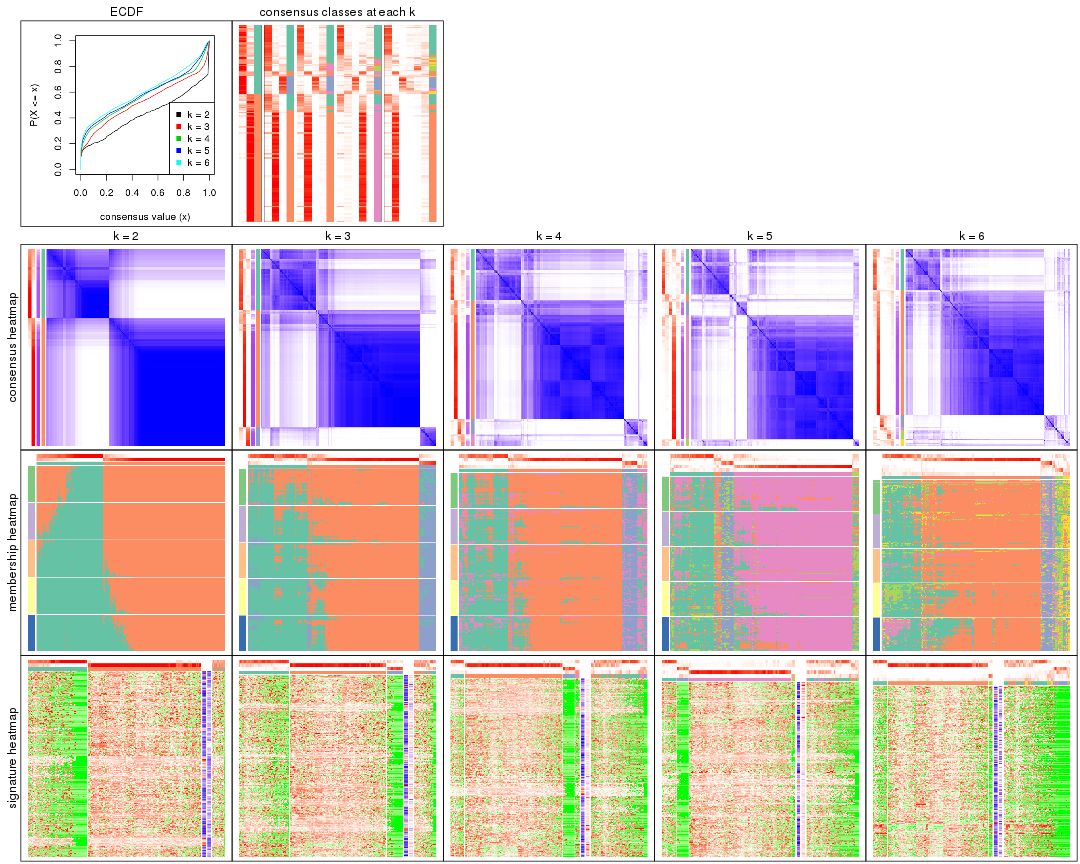 ECDF
consensus classes at each k
P(X <= x)
0.0
0.2
0.4
0.6
0.8
1.0
k = 2
k = 3
k = 4
k = 5
k = 6
0.0 0.2 0.4 0.6 0.8 1.0
consensus value (x)
k = 2
k = 3
k = 4
k = 5
k = 6
consensus heatmap
membership heatmap
signature heatmap